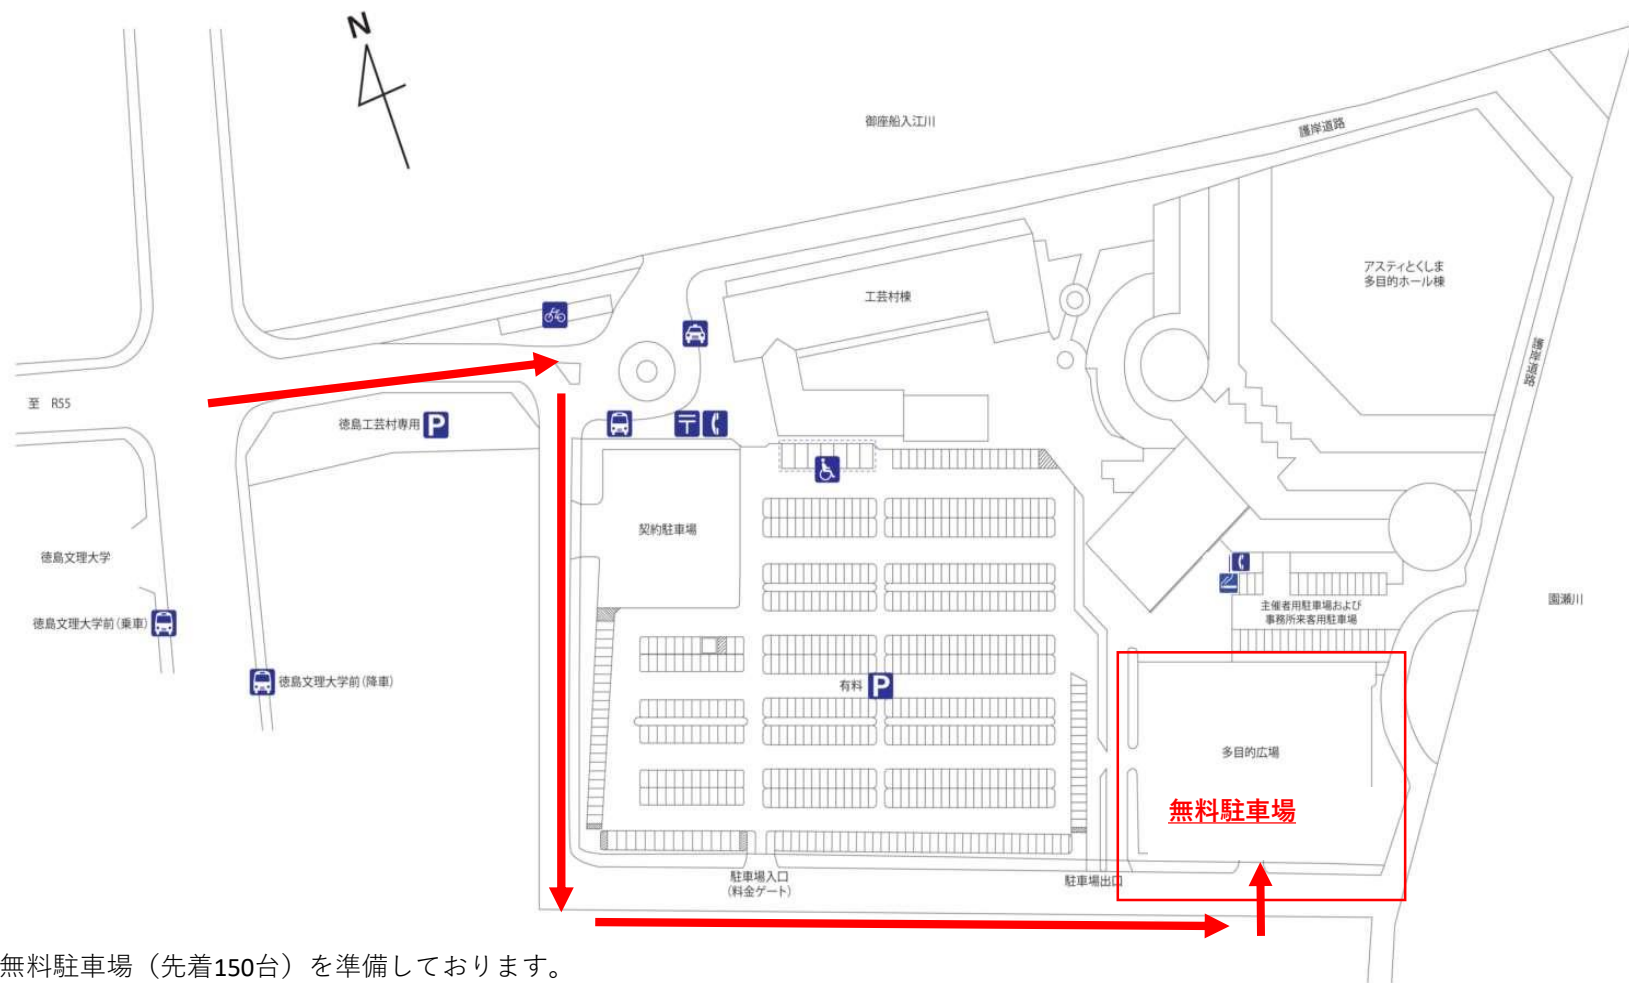 N
御座船入江川
護岸道路
アスティとくしま
多目的ホール棟
工芸村棟
護岸道路
至 R55
徳島工芸村専用 P
契約駐車場
徳島文理大学
徳島文理大学前(乗車)
主催者用駐車場および
事務所来客用駐車場
園瀬川
徳島文理大学前(降車)
有料 P
多目的広場
無料駐車場
駐車場入口
(料金ゲート)
駐車場出口
無料駐車場（先着150台）を準備しております。